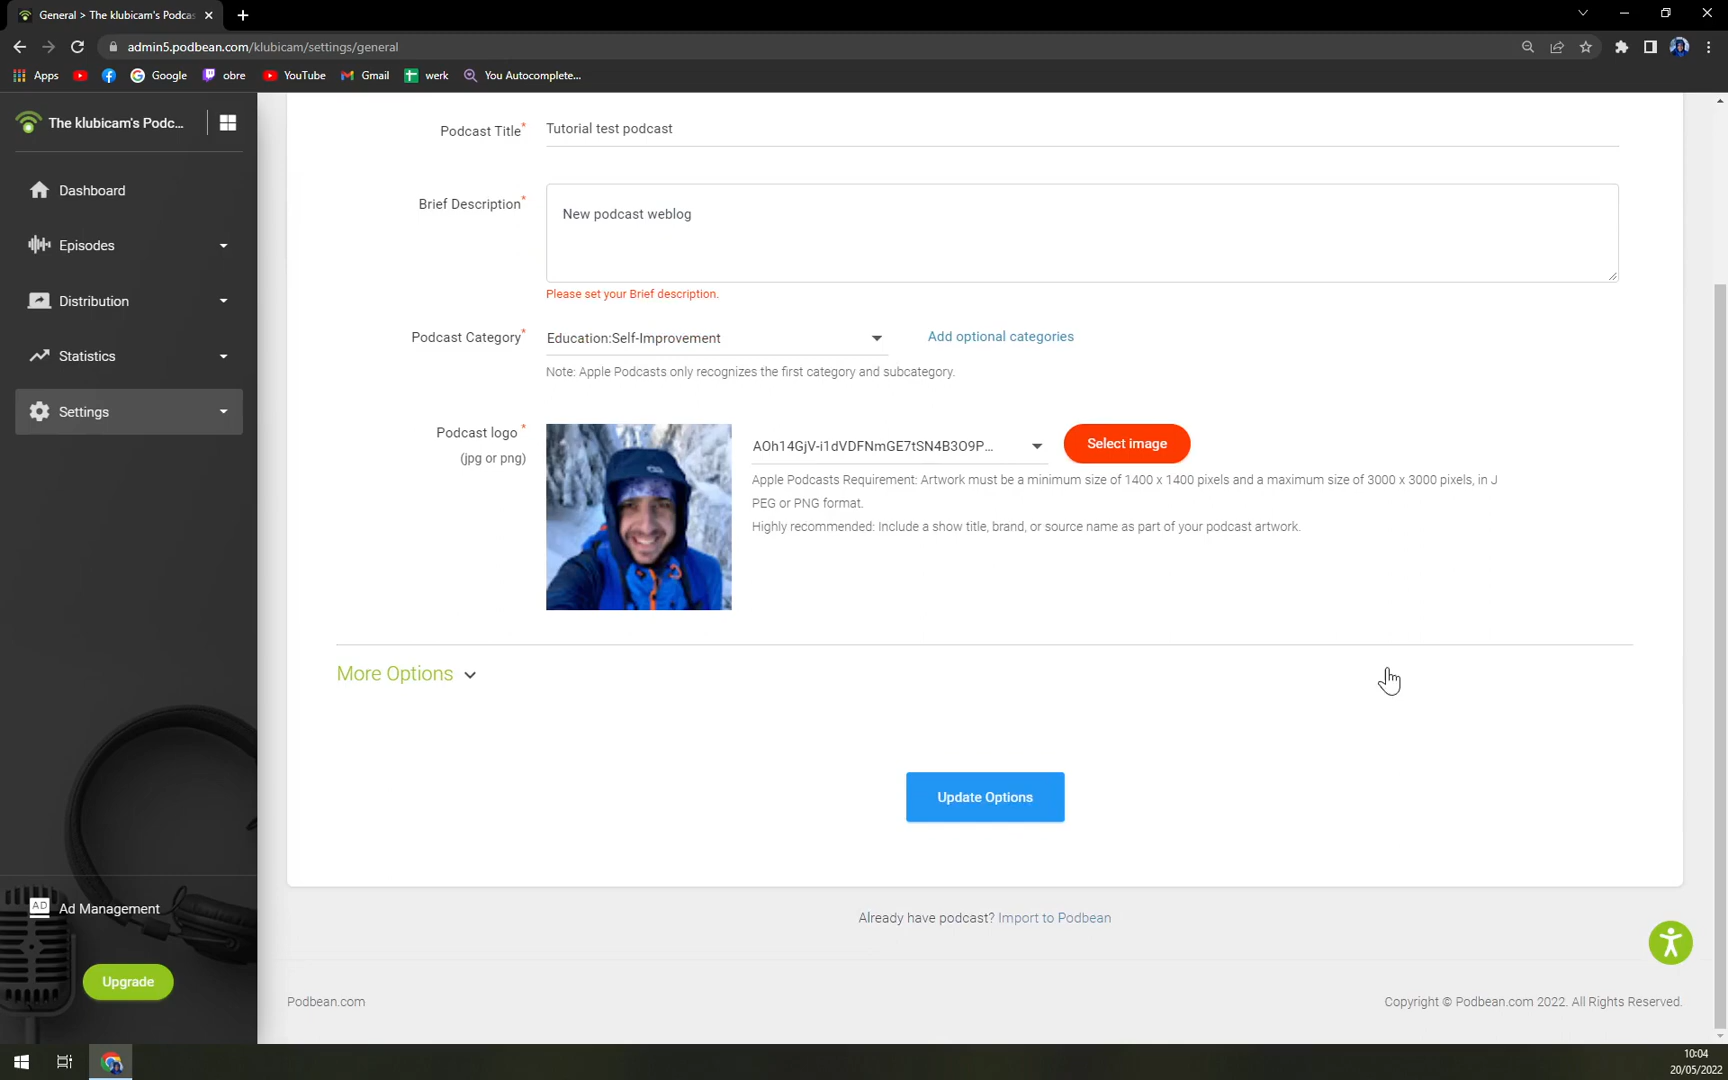 General > The klubicam's Podcas
admin5.podbean.com/klubicam/settings/general
Apps
Google
obre
YouTube
Gmail
werk
You Autocomplete...
The klubicam's Podc...
Dashboard
Episodes
Distribution
Statistics
Settings
AD Ad Management
Upgrade
Podcast Title*
Tutorial test podcast
Brief Description*
New podcast weblog
Please set your Brief description.
Podcast Category*
Education:Self-Improvement
Add optional categories
Note: Apple Podcasts only recognizes the first category and subcategory.
Podcast logo *
(jpg or png)
AOh14GjV-i1dVDFNmGE7tSN4B3O9P...
Select image
Apple Podcasts Requirement: Artwork must be a minimum size of 1400 x 1400 pixels and a maximum size of 3000 x 3000 pixels, in J
PEG or PNG format.
Highly recommended: Include a show title, brand, or source name as part of your podcast artwork.
More Options
Update Options
Already have podcast? Import to Podbean
Podbean.com
Copyright © Podbean.com 2022. All Rights Reserved.
10:04
20/05/2022